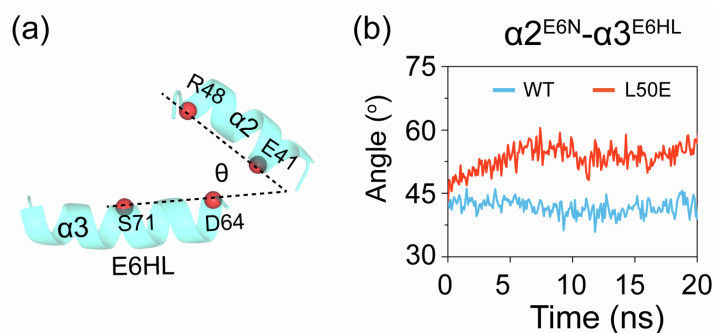 (a)
R48
α2
E41
θ
α3
S71
D64
E6HL
(b)
α2E6N-α3E6HL
75
60
45
30
Angle (o)
WT
L50E
0
5
10
15
20
Time (ns)